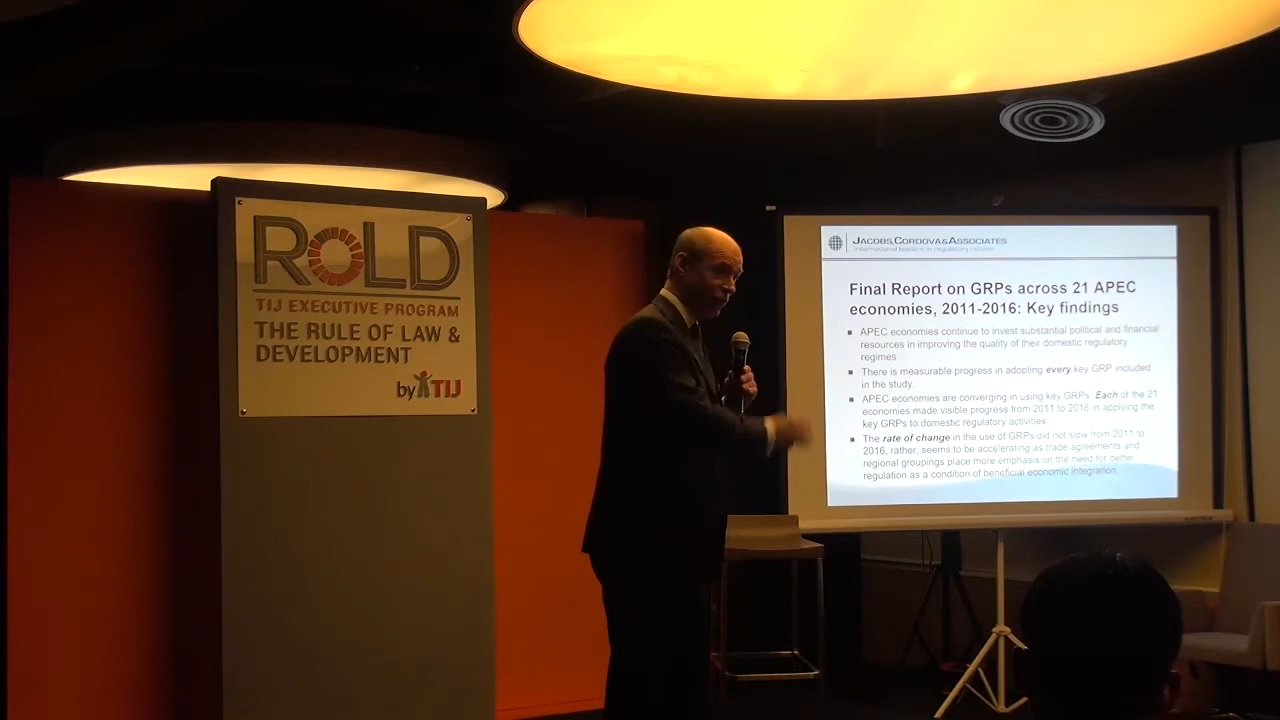 RoLD
TIJ EXECUTIVE PROGRAM
THE RULE OF LAW &
DEVELOPMENT
by TIJ
JACOBS, CORDOVA & ASSOCIATES
International leaders in regulatory reform
Final Report on GRPs across 21 APEC
economies, 2011-2016: Key findings
■ APEC economies continue to invest substantial political and financial
resources in improving the quality of their domestic regulatory
regimes.
■ There is measurable progress in adopting every key GRP included
in the study.
■ APEC economies are converging in using key GRPs. Each of the 21
economies made visible progress from 2011 to 2016 in applying the
key GRPs to domestic regulatory activities.
■ The rate of change in the use of GRPs did not slow from 2011 to
2016, rather, seems to be accelerating as trade agreements and
regional groupings place more emphasis on the need for better
regulation as a condition of beneficial economic integration.